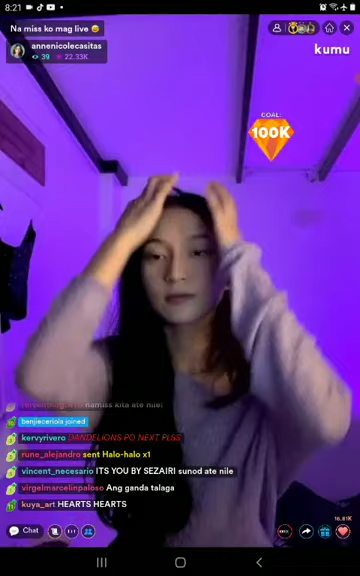 8:21
Na miss ko mag live
annenicolecasitas
39 22.33K
kumu
GOAL:
100K
namiss kita ate nile!
benjieceriola joined
kervyrivero DANDELIONS PO NEXT PLSS
rune_alejandro sent Halo-halo x1
vincent_necesario ITS YOU BY SEZAIRI sunod ate nile
virgelmarcelinpaloso Ang ganda talaga
kuya_art HEARTS HEARTS
16.81K
Chat